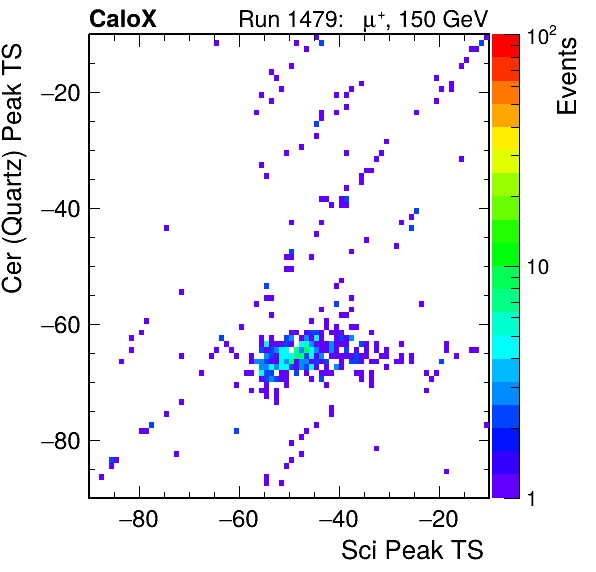 CaloX Run 1479: μ⁺, 150 GeV
Cer (Quartz) Peak TS
−20
−40
−60
−80
−80 −60 −40 −20
Sci Peak TS
10²
10
1
Events